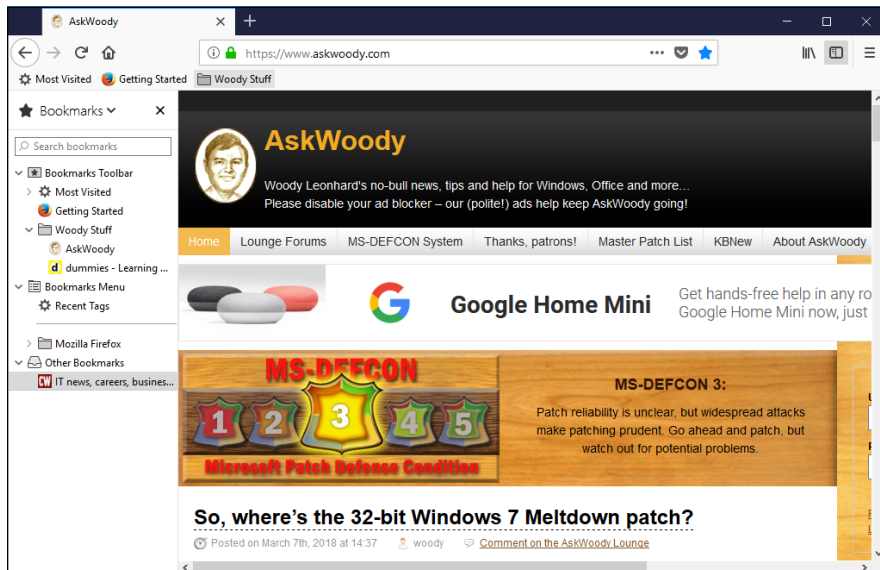 AskWoody
https://www.askwoody.com
Most Visited
Getting Started
Woody Stuff
Bookmarks
Search bookmarks
Bookmarks Toolbar
Most Visited
Getting Started
Woody Stuff
AskWoody
d dummies - Learning ...
Bookmarks Menu
Recent Tags
Mozilla Firefox
Other Bookmarks
CW IT news, careers, busines...
AskWoody
Woody Leonhard's no-bull news, tips and help for Windows, Office and more…
Please disable your ad blocker – our (polite!) ads help keep AskWoody going!
Home Lounge Forums MS-DEFCON System Thanks, patrons! Master Patch List KBNew About AskWoody
G Google Home Mini
Get hands-free help in any ro
Google Home Mini now, just
MS-DEFCON
1 2 3 4 5
Microsoft Patch Defense Condition
MS-DEFCON 3:
Patch reliability is unclear, but widespread attacks
make patching prudent. Go ahead and patch, but
watch out for potential problems.
So, where's the 32-bit Windows 7 Meltdown patch?
Posted on March 7th, 2018 at 14:37 woody Comment on the AskWoody Lounge